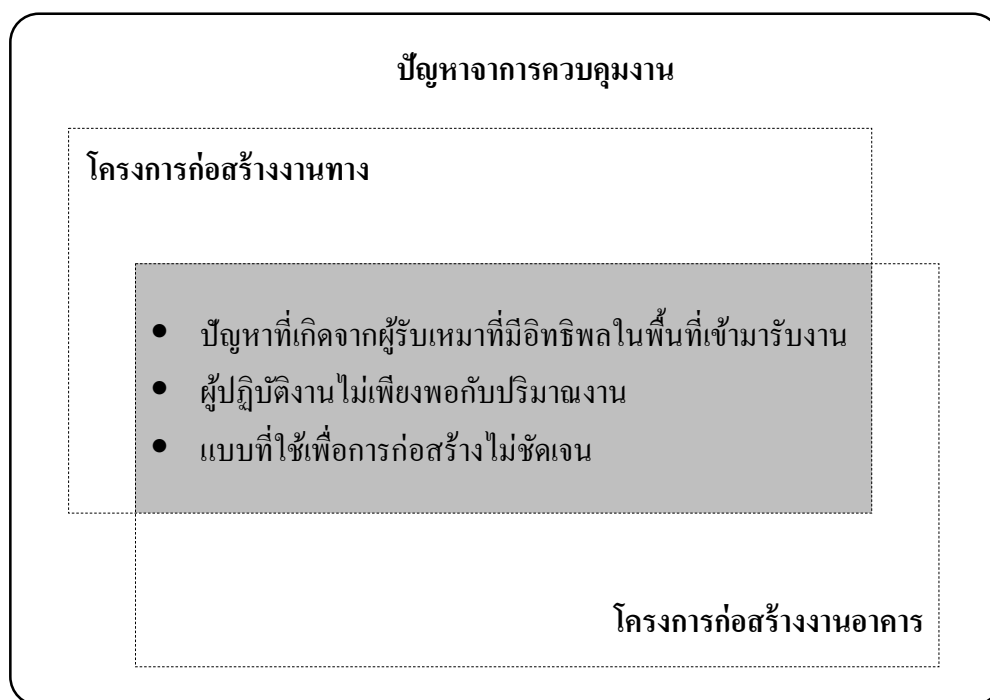 ปัญหาจาการควบคุมงาน
โครงการก่อสร้างงานทาง
● ปัญหาที่เกิดจากผู้รับเหมาที่มีอิทธิพลในพื้นที่เข้ามารับงาน
● ผู้ปฏิบัติงานไม่เพียงพอกับปริมาณงาน
● แบบที่ใช้เพื่อการก่อสร้างไม่ชัดเจน
โครงการก่อสร้างงานอาคาร